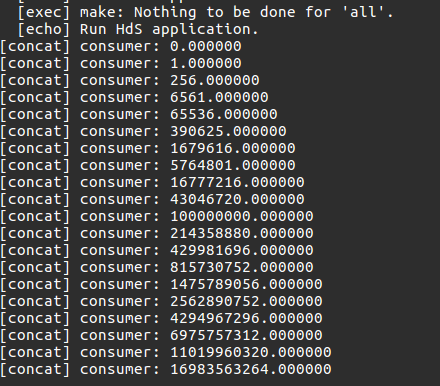 [exec] make: Nothing to be done for 'all'.
[echo] Run HdS application.
[concat] consumer: 0.000000
[concat] consumer: 1.000000
[concat] consumer: 256.000000
[concat] consumer: 6561.000000
[concat] consumer: 65536.000000
[concat] consumer: 390625.000000
[concat] consumer: 1679616.000000
[concat] consumer: 5764801.000000
[concat] consumer: 16777216.000000
[concat] consumer: 43046720.000000
[concat] consumer: 100000000.000000
[concat] consumer: 214358880.000000
[concat] consumer: 429981696.000000
[concat] consumer: 815730752.000000
[concat] consumer: 1475789056.000000
[concat] consumer: 2562890752.000000
[concat] consumer: 4294967296.000000
[concat] consumer: 6975757312.000000
[concat] consumer: 11019963320.000000
[concat] consumer: 16983563264.000000